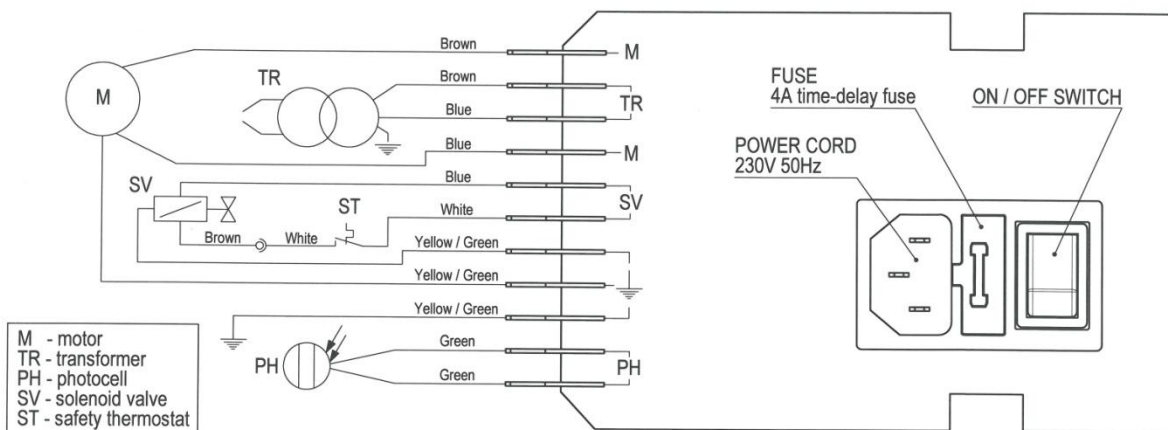 Brown
M
Brown
TR
TR
Blue
M
Blue
M
Blue
SV
SV
White
ST
Brown
White
Yellow / Green
Yellow / Green
Yellow / Green
Green
PH
PH
Green
M - motor
TR - transformer
PH - photocell
SV - solenoid valve
ST - safety thermostat
FUSE
4A time-delay fuse
ON / OFF SWITCH
POWER CORD
230V 50Hz